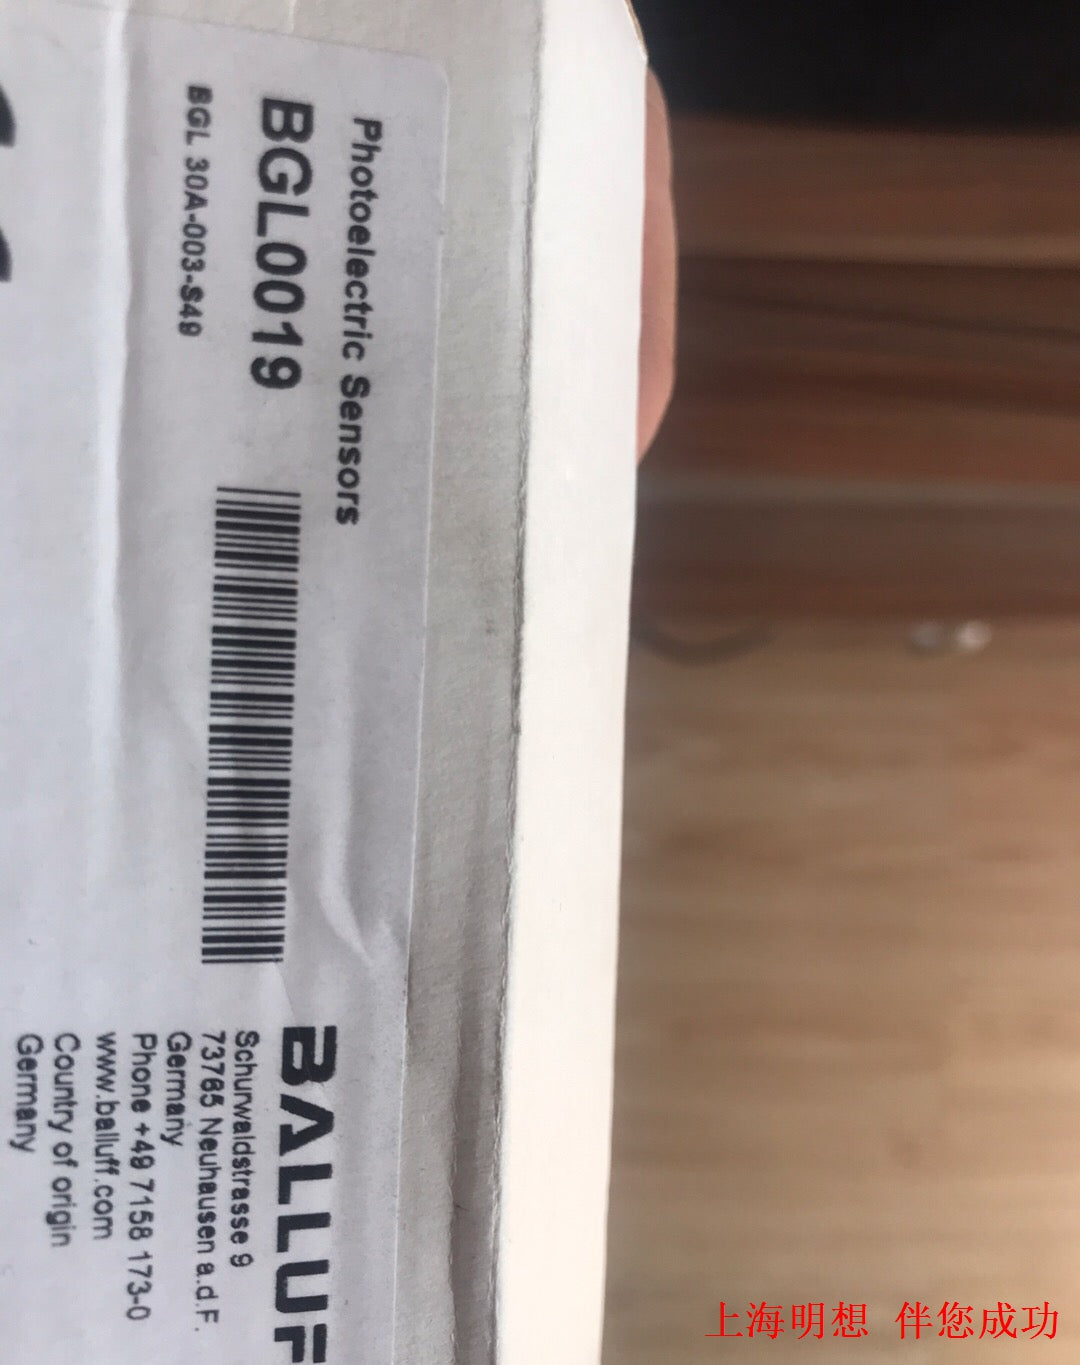 Photoelectric Sensors
BGL0019
BGL 30A-003-S49
BALLUF
Schurwaldstrasse 9
73765 Neuhausen a.d.F.
Germany
Phone +49 7158 173-0
www.balluff.com
Country of origin
Germany
上海明想 伴您成功